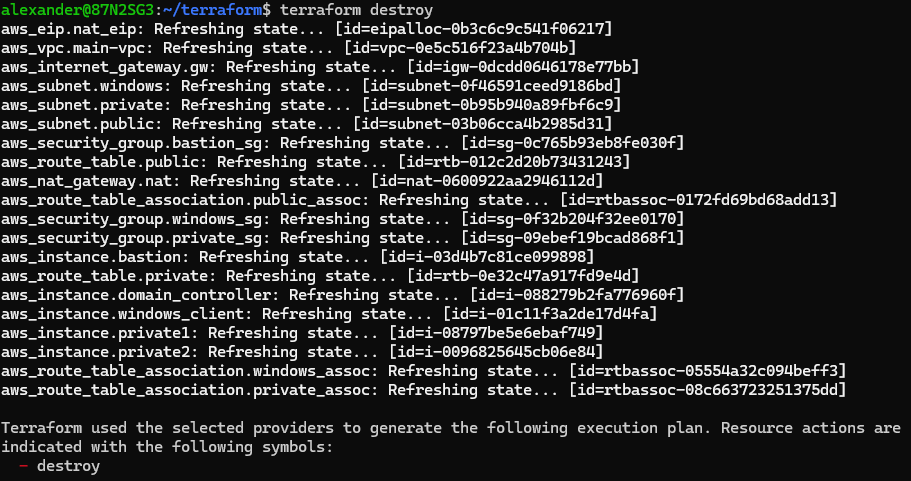 alexander@87N2SG3:~/terraform$ terraform destroy
aws_eip.nat_eip: Refreshing state... [id=eipalloc-0b3c6c9c541f06217]
aws_vpc.main-vpc: Refreshing state... [id=vpc-0e5c516f23a4b704b]
aws_internet_gateway.gw: Refreshing state... [id=igw-0dcdd0646178e77bb]
aws_subnet.windows: Refreshing state... [id=subnet-0f46591ceed9186bd]
aws_subnet.private: Refreshing state... [id=subnet-0b95b940a89fbf6c9]
aws_subnet.public: Refreshing state... [id=subnet-03b06cca4b2985d31]
aws_security_group.bastion_sg: Refreshing state... [id=sg-0c765b93eb8fe030f]
aws_route_table.public: Refreshing state... [id=rtb-012c2d20b73431243]
aws_nat_gateway.nat: Refreshing state... [id=nat-0600922aa2946112d]
aws_route_table_association.public_assoc: Refreshing state... [id=rtbassoc-0172fd69bd68add13]
aws_security_group.windows_sg: Refreshing state... [id=sg-0f32b204f32ee0170]
aws_security_group.private_sg: Refreshing state... [id=sg-09ebef19bcad868f1]
aws_instance.bastion: Refreshing state... [id=i-03d4b7c81ce099898]
aws_route_table.private: Refreshing state... [id=rtb-0e32c47a917fd9e4d]
aws_instance.domain_controller: Refreshing state... [id=i-088279b2fa776960f]
aws_instance.windows_client: Refreshing state... [id=i-01c11f3a2de17d4fa]
aws_instance.private1: Refreshing state... [id=i-08797be5e6ebaf749]
aws_instance.private2: Refreshing state... [id=i-0096825645cb06e84]
aws_route_table_association.windows_assoc: Refreshing state... [id=rtbassoc-05554a32c094beff3]
aws_route_table_association.private_assoc: Refreshing state... [id=rtbassoc-08c663723251375dd]
Terraform used the selected providers to generate the following execution plan. Resource actions are
indicated with the following symbols:
- destroy